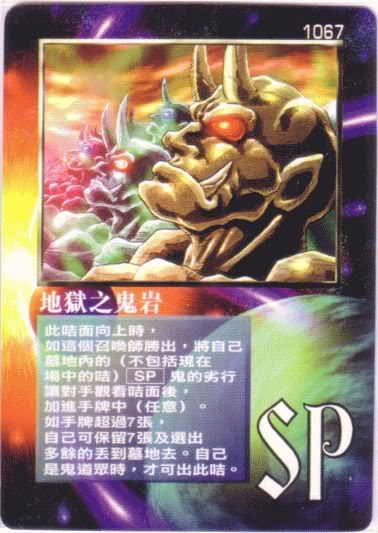 1067
地獄之鬼岩
此咭面向上時，
如這個召喚師勝出，將自己
墓地內的（不包括現在
場中的咭）SP 鬼的劣行
讓對手觀看咭面後，
加進手牌中（任意）。
如手牌超過7張，
自己可保留7張及選出
多餘的丟到墓地去。自己
是鬼道眾時，才可出此咭。
SP